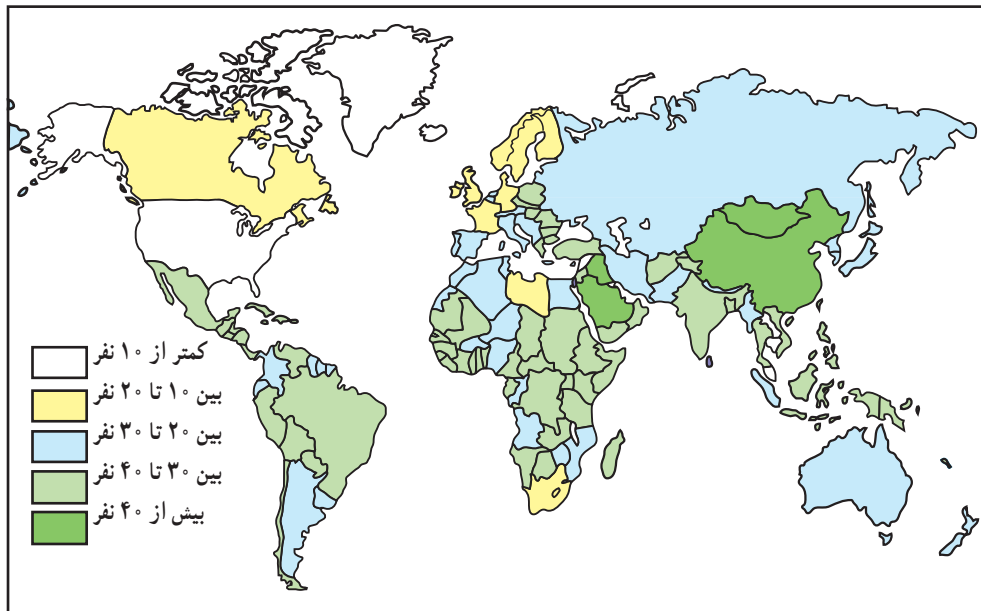 کمتر از ۱۰ نفر
بین ۱۰ تا ۲۰ نفر
بین ۲۰ تا ۳۰ نفر
بین ۳۰ تا ۴۰ نفر
بیش از ۴۰ نفر